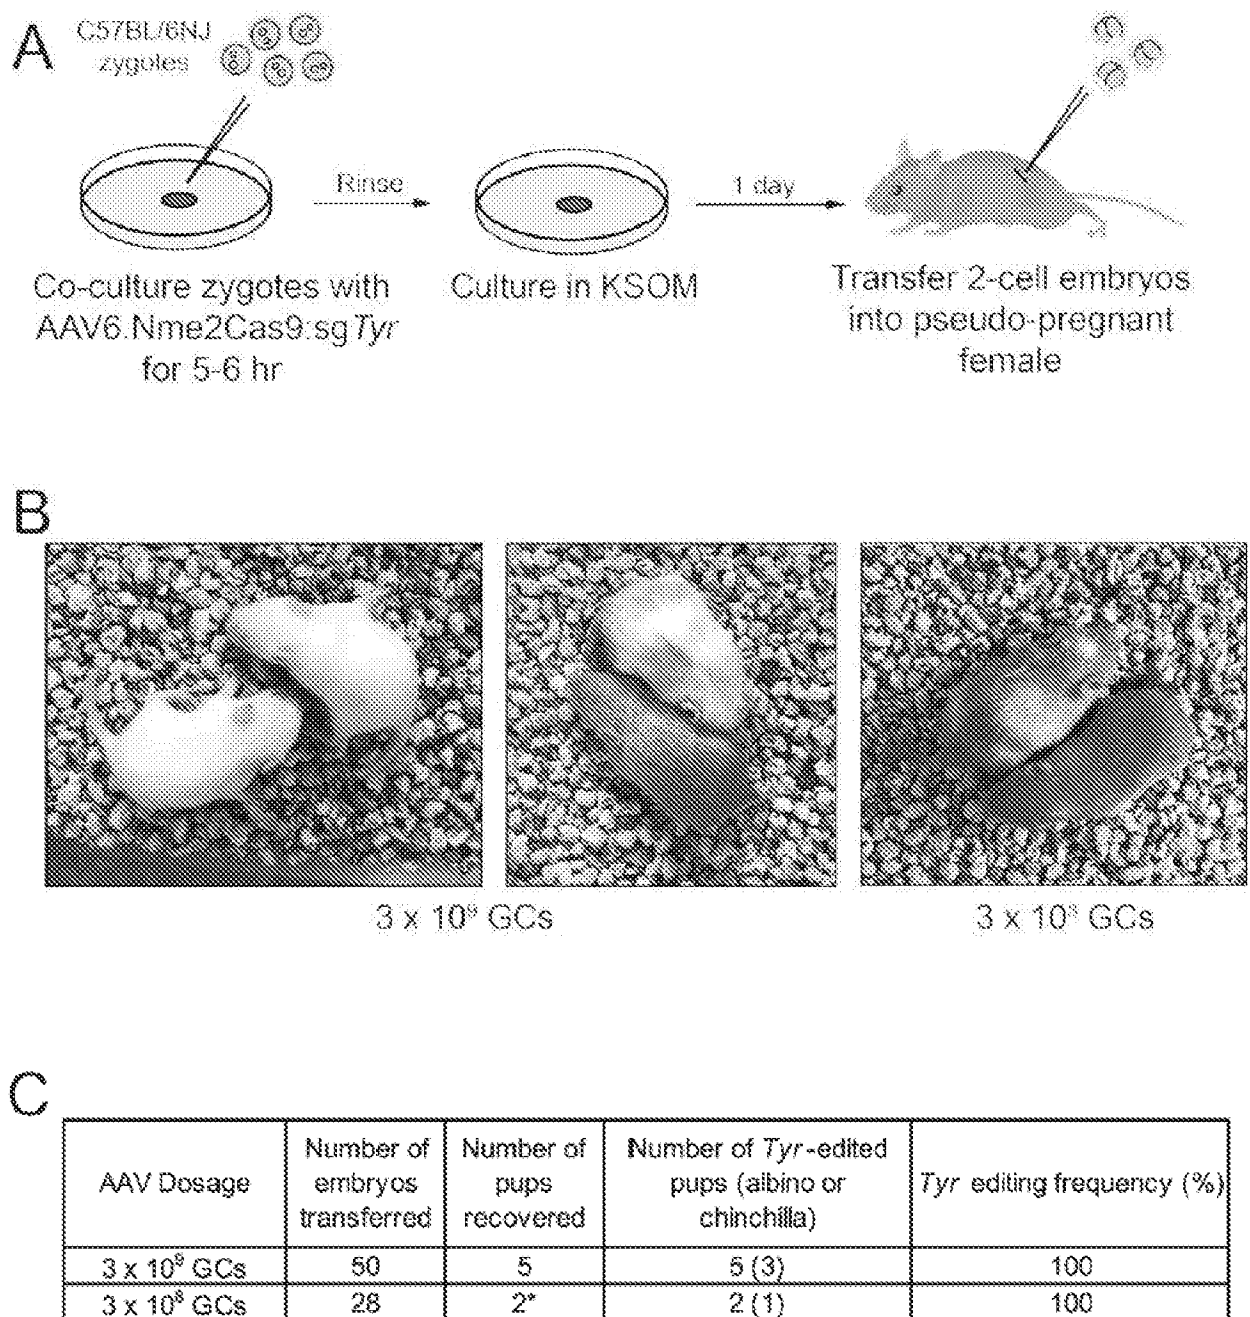 A
C57BL/6NJ
zygotes
Rinse
1 day
Co-culture zygotes with
AAV6.Nme2Cas9:sgTyr
for 5-6 hr
Culture in KSOM
Transfer 2-cell embryos
into pseudo-pregnant
female
B
3 x 10⁹ GCs
3 x 10⁸ GCs
C
AAV Dosage
Number of
embryos
transferred
Number of
pups
recovered
Number of Tyr-edited
pups (albino or
chinchilla)
Tyr editing frequency (%)
3 x 10⁹ GCs 50 5 5 (3) 100
3 x 10⁸ GCs 28 2* 2 (1) 100